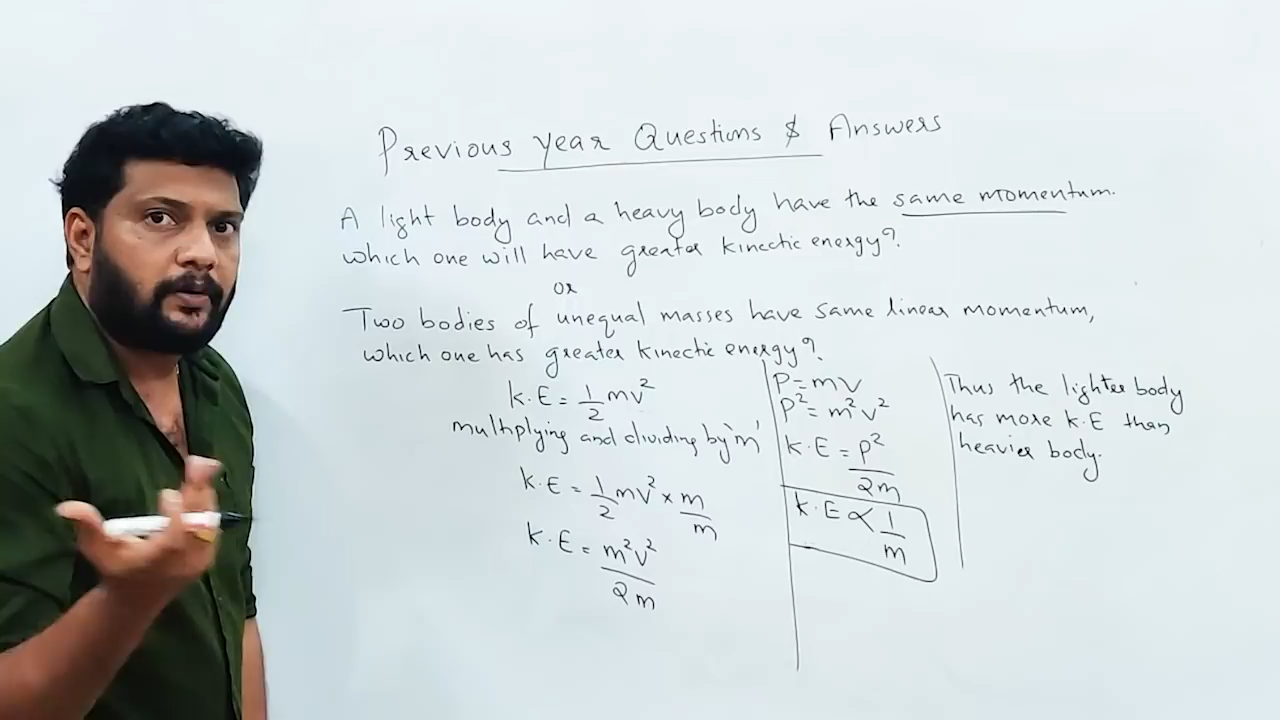 Previous year Questions & Answers
A light body and a heavy body have the same momentum.
which one will have greater kinectic energy?
or
Two bodies of unequal masses have same linear momentum,
which one has greater kinectic energy?
K.E = 1/2 mv²
multiplying and dividing by 'm'
K.E = 1/2 mv² × m/m
K.E = m²v²/2m
P = mv
P² = m²v²
K.E = P²/2m
K.E ∝ 1/m
Thus the lighter body
has more K.E than
heavier body.